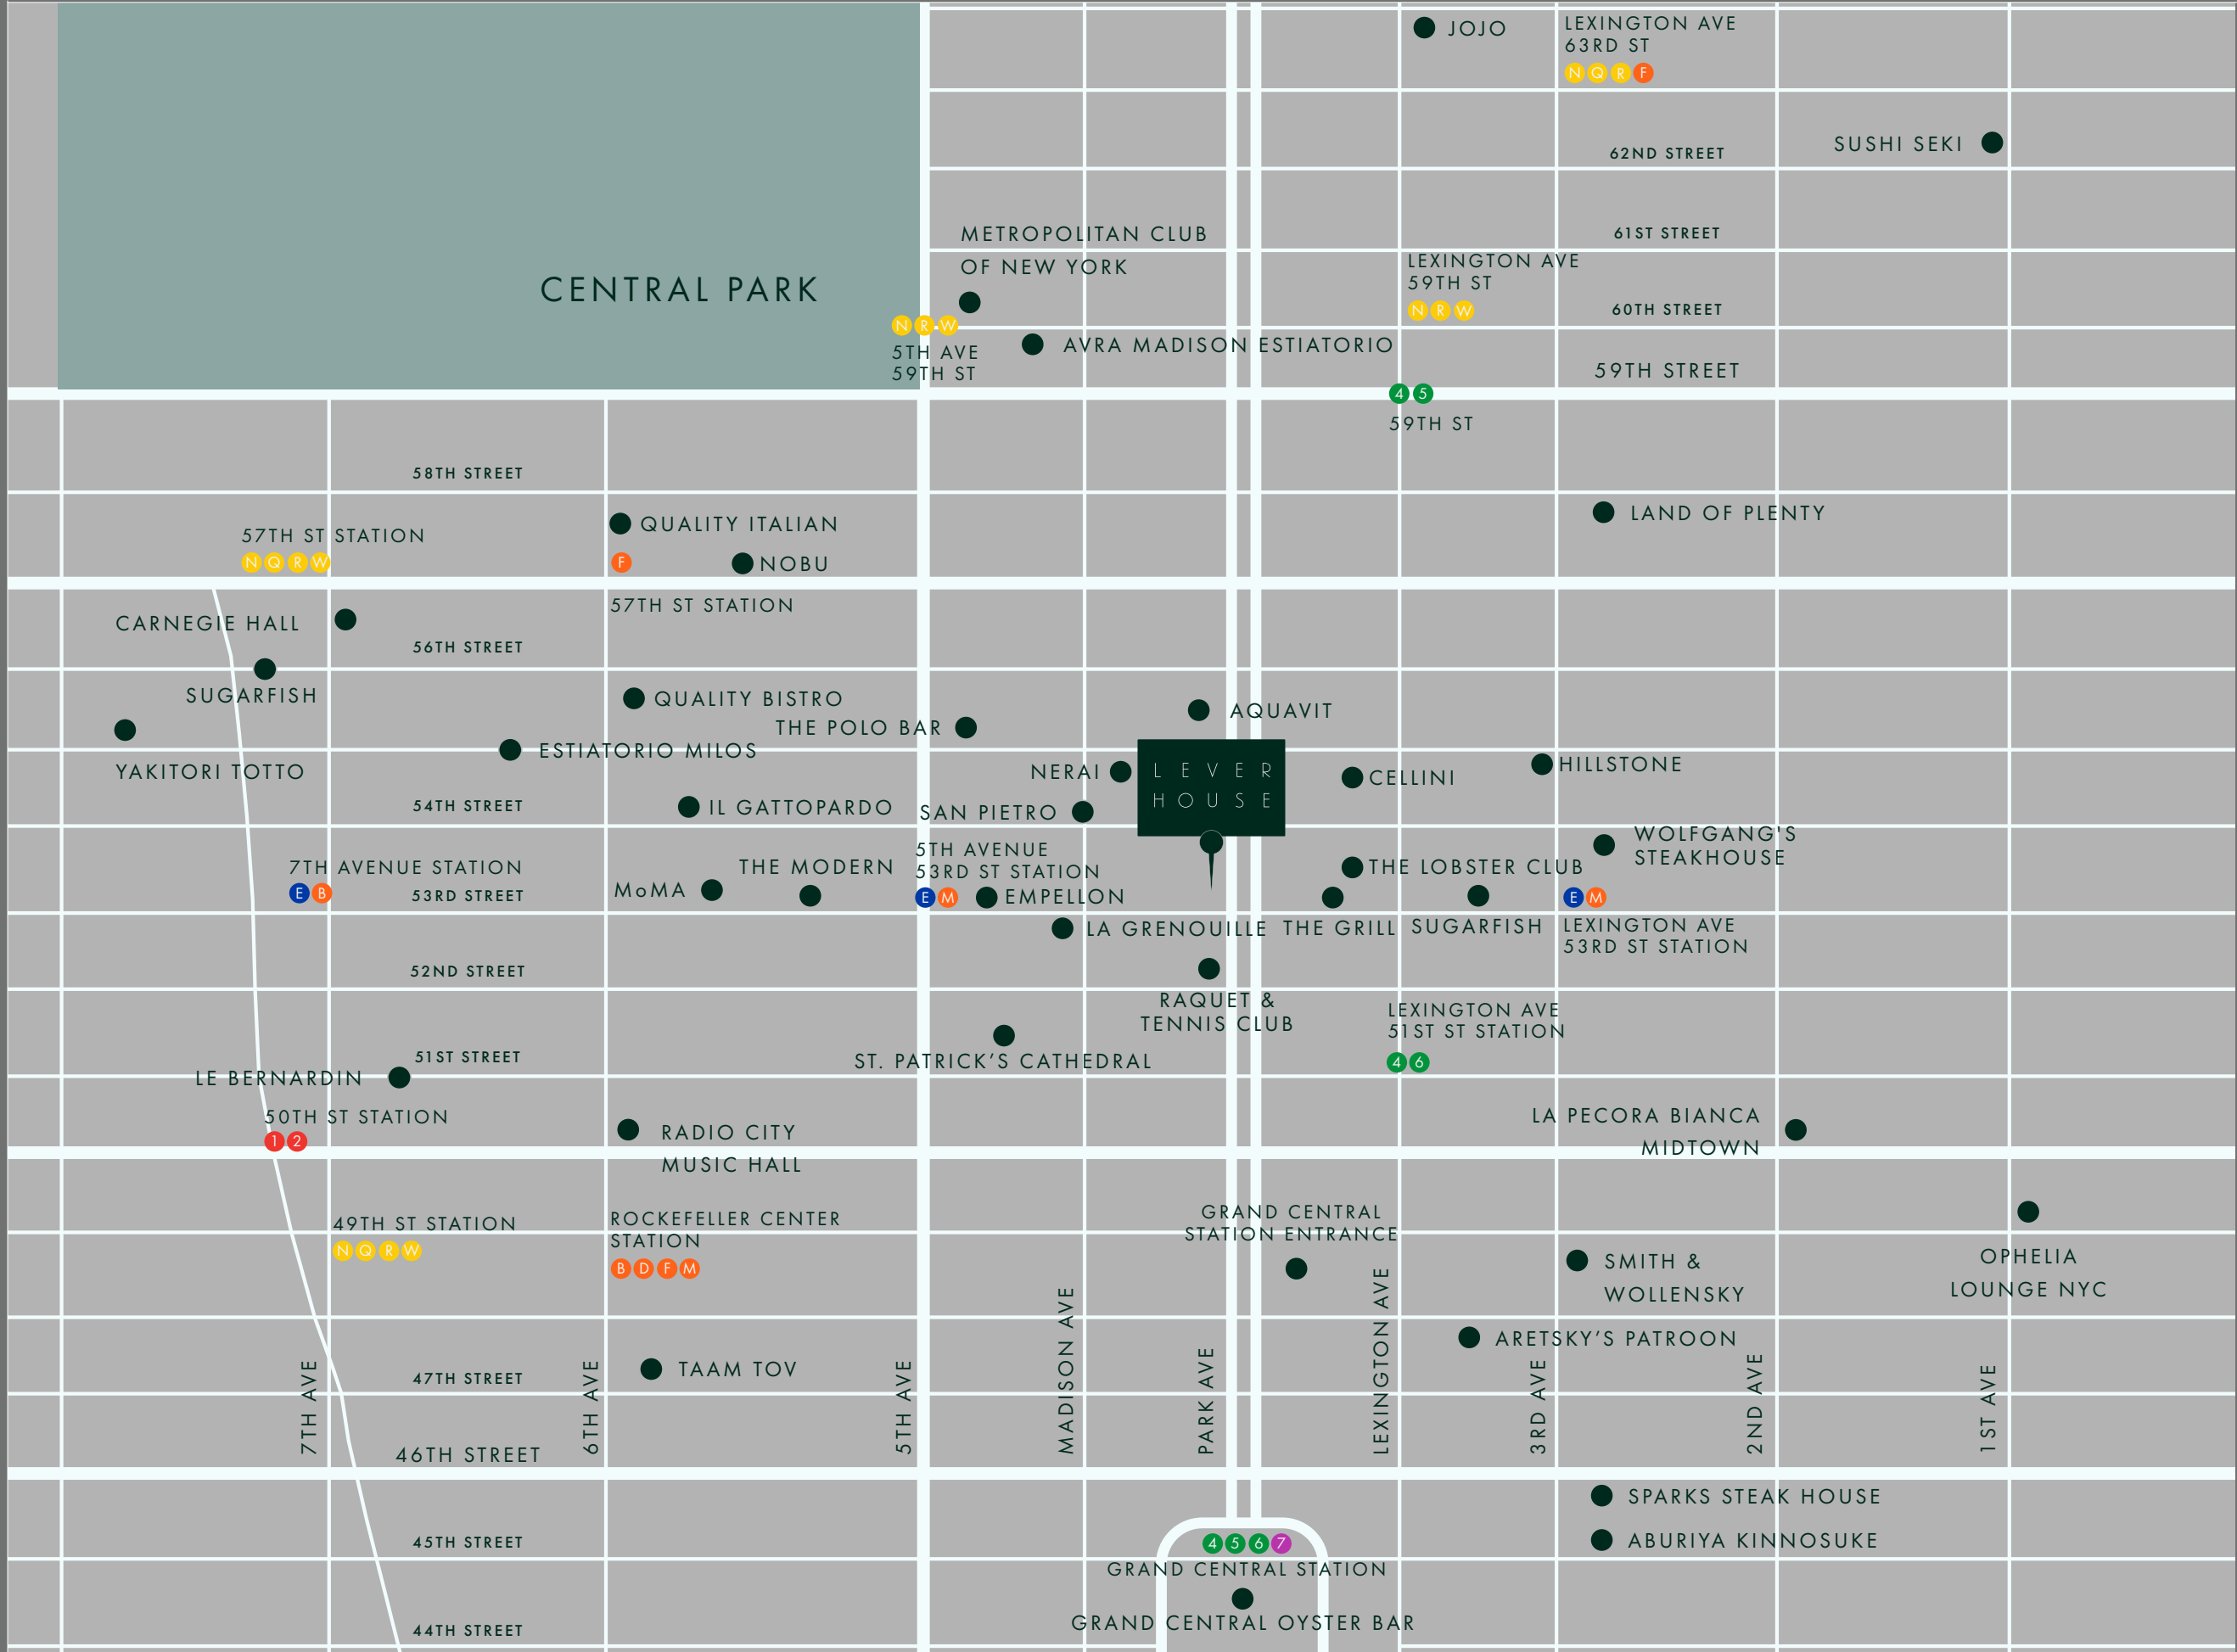 JOJO
LEXINGTON AVE
63RD ST
N Q R F
SUSHI SEKI
62ND STREET
METROPOLITAN CLUB
OF NEW YORK
61ST STREET
LEXINGTON AVE
59TH ST
N R W
60TH STREET
CENTRAL PARK
N R W
5TH AVE
59TH ST
AVRA MADISON ESTIATORIO
59TH STREET
4 5
59TH ST
58TH STREET
QUALITY ITALIAN
LAND OF PLENTY
57TH ST STATION
N Q R W
F
NOBU
57TH ST STATION
CARNEGIE HALL
56TH STREET
SUGARFISH
QUALITY BISTRO
THE POLO BAR
AQUAVIT
YAKITORI TOTTO
ESTIATORIO MILOS
NERAI
LEVER
HOUSE
CELLINI
HILLSTONE
54TH STREET
IL GATTOPARDO
SAN PIETRO
WOLFGANG'S
STEAKHOUSE
7TH AVENUE STATION
E B
53RD STREET
THE MODERN
MoMA
5TH AVENUE
53RD ST STATION
E M
EMPELLON
THE LOBSTER CLUB
E M
LA GRENOUILLE
THE GRILL
SUGARFISH
LEXINGTON AVE
53RD ST STATION
52ND STREET
RAQUET &
TENNIS CLUB
LEXINGTON AVE
51ST ST STATION
4 6
ST. PATRICK’S CATHEDRAL
51ST STREET
LE BERNARDIN
50TH ST STATION
1 2
RADIO CITY
MUSIC HALL
LA PECORA BIANCA
MIDTOWN
49TH ST STATION
N Q R W
ROCKEFELLER CENTER
STATION
B D F M
GRAND CENTRAL
STATION ENTRANCE
SMITH &
WOLLENSKY
OPHELIA
LOUNGE NYC
ARETSKY’S PATROON
TAAM TOV
47TH STREET
7TH AVE
6TH AVE
5TH AVE
MADISON AVE
PARK AVE
LEXINGTON AVE
3RD AVE
2ND AVE
1ST AVE
46TH STREET
SPARKS STEAK HOUSE
ABURIYA KINNOSUKE
45TH STREET
4 5 6 7
GRAND CENTRAL STATION
GRAND CENTRAL OYSTER BAR
44TH STREET